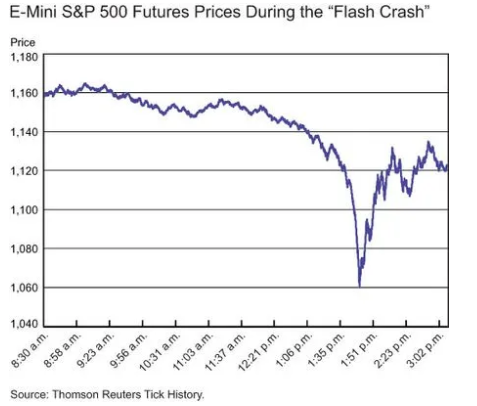 E-Mini S&P 500 Futures Prices During the “Flash Crash”
Price
1,180
1,160
1,140
1,120
1,100
1,080
1,060
1,040
8:30 a.m.
8:58 a.m.
9:23 a.m.
9:56 a.m.
10:31 a.m.
11:03 a.m.
11:37 a.m.
12:21 p.m.
1:06 p.m.
1:35 p.m.
1:51 p.m.
2:23 p.m.
3:02 p.m.
Source: Thomson Reuters Tick History.